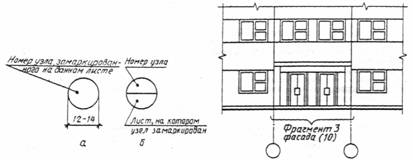 Номер узла, замаркирован-
ного на данном листе
12-14
а
Номер узла
Лист, на котором
узел замаркирован
б
Фрагмент 3
фасада (10)